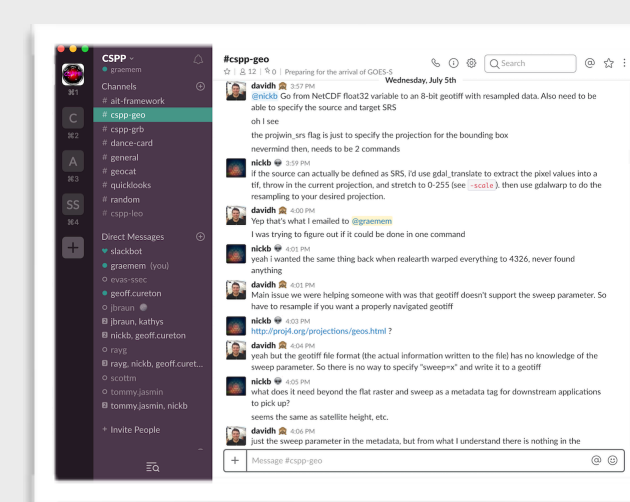 CSPP
graemem
⌘1
C
⌘2
A
⌘3
SS
⌘4
+
Channels
# ait-framework
# cspp-geo
# cspp-grb
# dance-card
# general
# geocat
# quicklooks
# random
# cspp-leo
Direct Messages
slackbot
graemem (you)
evas-ssec
geoff.cureton
jbraun
2 jbraun, kathys
2 nickb, geoff.cureton
rayg
3 rayg, nickb, geoff.curet...
scottm
tommy.jasmin
2 tommy.jasmin, nickb
+ Invite People
#cspp-geo
12 | 0 | Preparing for the arrival of GOES-S
Search
Wednesday, July 5th
davidh 3:57 PM
@nickb Go from NetCDF float32 variable to an 8-bit geotiff with resampled data. Also need to be
able to specify the source and target SRS
oh I see
the projwin_srs flag is just to specify the projection for the bounding box
nevermind then, needs to be 2 commands
nickb 3:59 PM
if the source can actually be defined as SRS, i'd use gdal_translate to extract the pixel values into a
tif, throw in the current projection, and stretch to 0-255 (see -scale). then use gdalwarp to do the
resampling to your desired projection.
davidh 4:00 PM
Yep that's what I emailed to @graemem
I was trying to figure out if it could be done in one command
nickb 4:01 PM
yeah i wanted the same thing back when realearth warped everything to 4326, never found
anything
davidh 4:01 PM
Main issue we were helping someone with was that geotiff doesn't support the sweep parameter. So
have to resample if you want a properly navigated geotiff
nickb 4:03 PM
http://proj4.org/projections/geos.html ?
davidh 4:04 PM
yeah but the geotiff file format (the actual information written to the file) has no knowledge of the
sweep parameter. So there is no way to specify "sweep=x" and write it to a geotiff
nickb 4:05 PM
what does it need beyond the flat raster and sweep as a metadata tag for downstream applications
to pick up?
seems the same as satellite height, etc.
davidh 4:06 PM
just the sweep parameter in the metadata, but from what I understand there is nothing in the
+ Message #cspp-geo